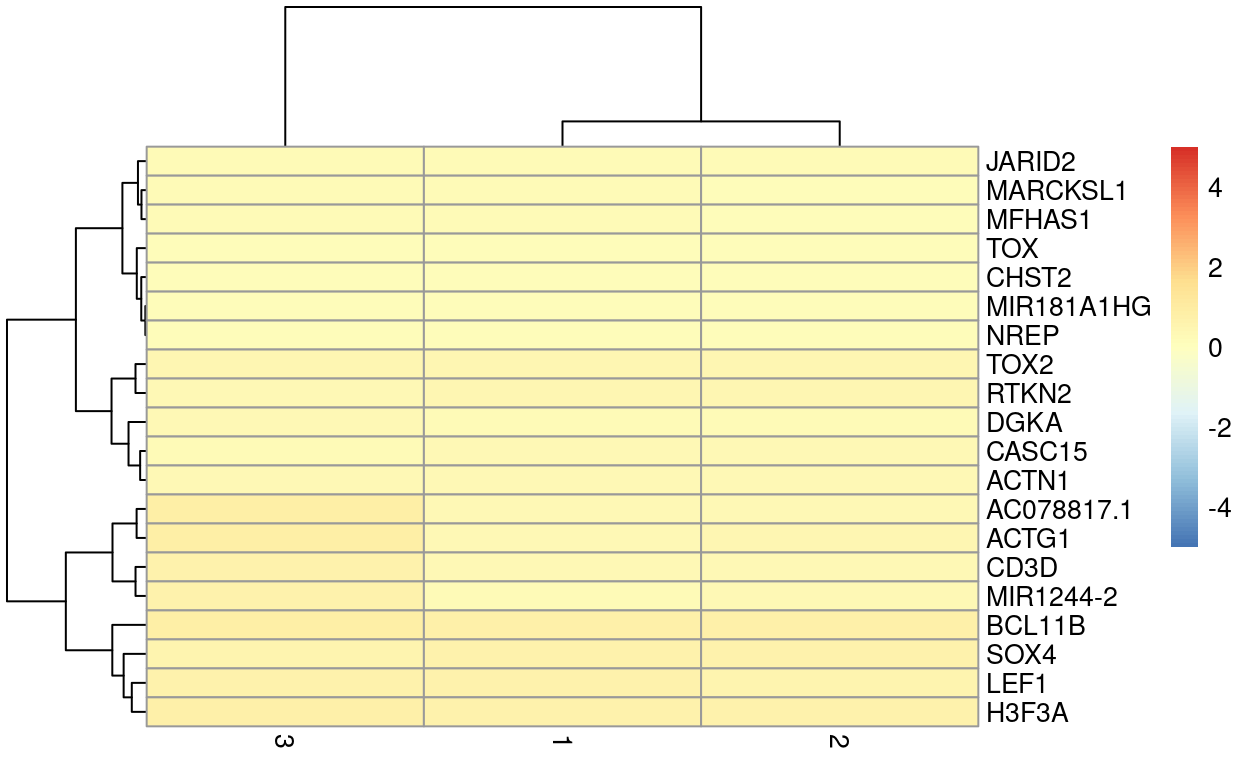 JARID2
MARCKSL1
MFHAS1
TOX
CHST2
MIR181A1HG
NREP
TOX2
RTKN2
DGKA
CASC15
ACTN1
AC078817.1
ACTG1
CD3D
MIR1244-2
BCL11B
SOX4
LEF1
H3F3A
3
1
2
4
2
0
-2
-4